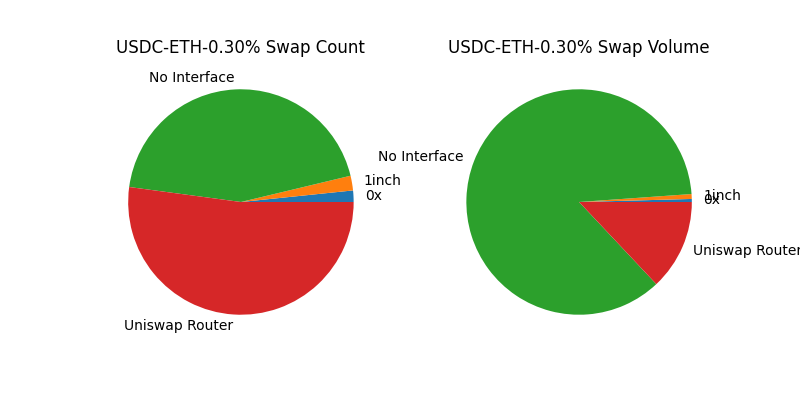 USDC-ETH-0.30% Swap Count
No Interface
1inch
0x
Uniswap Router
USDC-ETH-0.30% Swap Volume
No Interface
1inch
0x
Uniswap Router